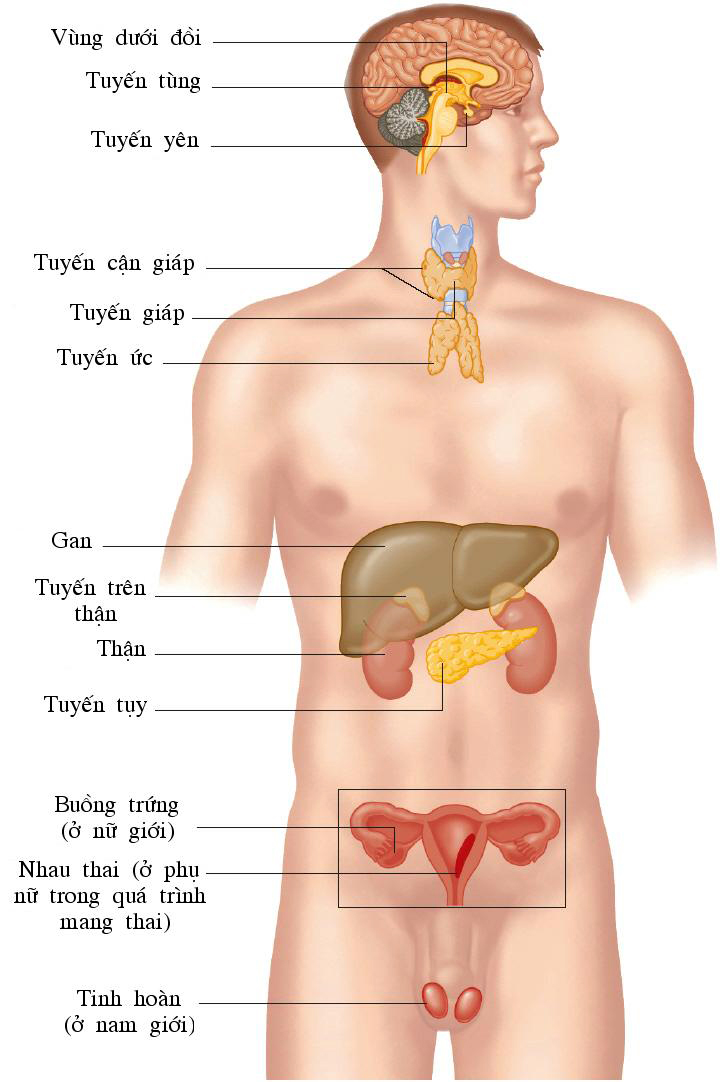 Vùng dưới đồi
Tuyến tùng
Tuyến yên
Tuyến cận giáp
Tuyến giáp
Tuyến ức
Gan
Tuyến trên
thận
Thận
Tuyến tụy
Buồng trứng
(ở nữ giới)
Nhau thai (ở phụ
nữ trong quá trình
mang thai)
Tinh hoàn
(ở nam giới)